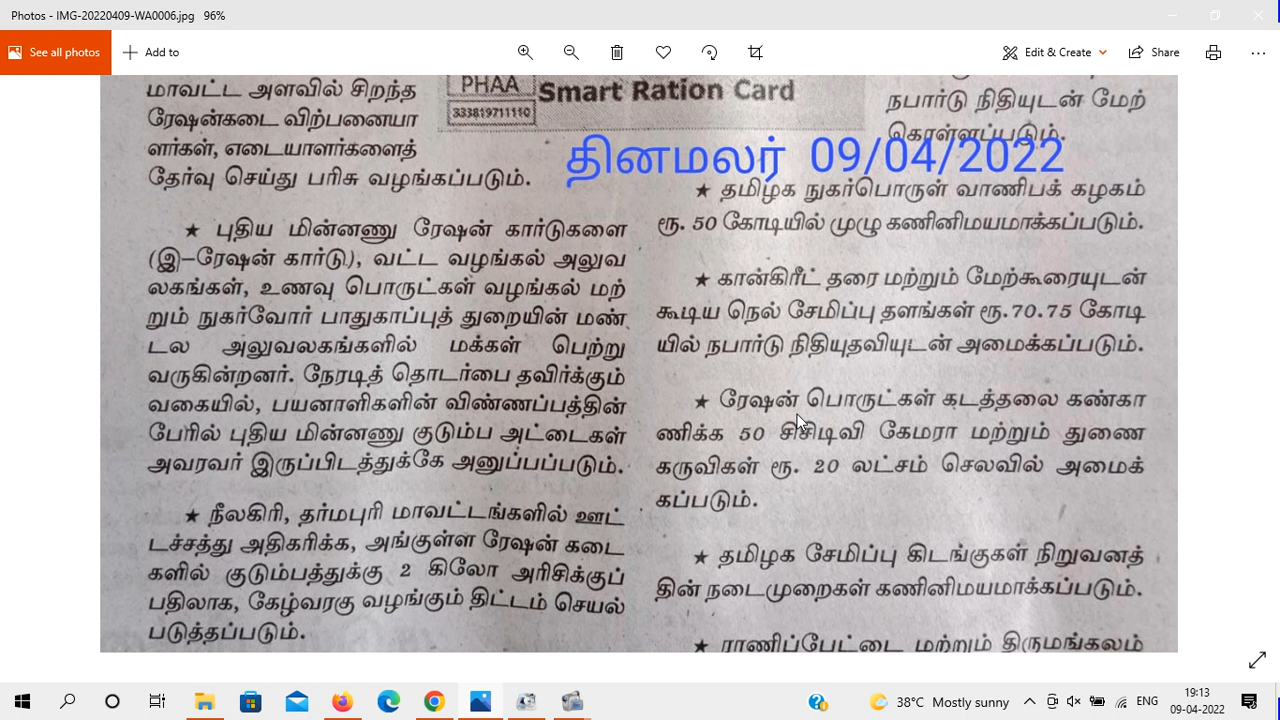 Photos - IMG-20220409-WA0006.jpg 96%
See all photos
Add to
Edit & Create
Share
மாவட்ட அளவில் சிறந்த
ரேஷன்கடை விற்பனையா
ளர்கள், எடையாளர்களைத்
தேர்வு செய்து பரிசு வழங்கப்படும்.
★ புதிய மின்னணு ரேஷன் கார்டுகளை
(இ–ரேஷன் கார்டு), வட்ட வழங்கல் அலுவ
லகங்கள், உணவு பொருட்கள் வழங்கல் மற்
றும் நுகர்வோர் பாதுகாப்புத் துறையின் மண்
டல அலுவலகங்களில் மக்கள் பெற்று
வருகின்றனர். நேரடித் தொடர்பை தவிர்க்கும்
வகையில், பயனாளிகளின் விண்ணப்பத்தின்
பேரில் புதிய மின்னணு குடும்ப அட்டைகள்
அவரவர் இருப்பிடத்துக்கே அனுப்பப்படும்.
★ நீலகிரி, தர்மபுரி மாவட்டங்களில் ஊட்
டச்சத்து அதிகரிக்க, அங்குள்ள ரேஷன் கடை
களில் குடும்பத்துக்கு 2 கிலோ அரிசிக்குப்
பதிலாக, கேழ்வரகு வழங்கும் திட்டம் செயல்
படுத்தப்படும்.
PHAA
333819711110
Smart Ration Card
தினமலர் 09/04/2022
நபார்டு நிதியுடன் மேற்
கொள்ளப்படும்.
★ தமிழக நுகர்பொருள் வாணிபக் கழகம்
ரூ. 50 கோடியில் முழு கணினிமயமாக்கப்படும்.
★ கான்கிரீட் தரை மற்றும் மேற்கூரையுடன்
கூடிய நெல் சேமிப்பு தளங்கள் ரூ.70.75 கோடி
யில் நபார்டு நிதியுதவியுடன் அமைக்கப்படும்.
★ ரேஷன் பொருட்கள் கடத்தலை கண்கா
ணிக்க 50 சிசிடிவி கேமரா மற்றும் துணை
கருவிகள் ரூ. 20 லட்சம் செலவில் அமைக்
கப்படும்.
★ தமிழக சேமிப்பு கிடங்குகள் நிறுவனத்
தின் நடைமுறைகள் கணினிமயமாக்கப்படும்.
★ ராணிப்பேட்டை மற்றும் திருமங்கலம்
38°C Mostly sunny
ENG
19:13
09-04-2022